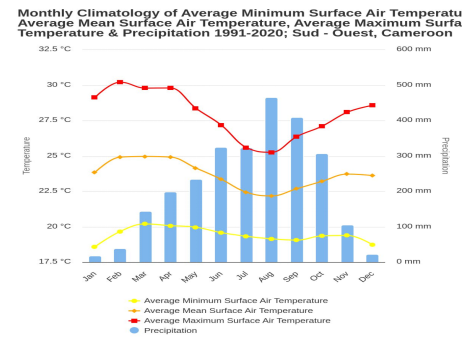 Monthly Climatology of Average Minimum Surface Air Temperatu
Average Mean Surface Air Temperature, Average Maximum Surfa
Temperature & Precipitation 1991-2020; Sud - Ouest, Cameroon
32.5 °C 600 mm
30 °C 500 mm
27.5 °C 400 mm
25 °C 300 mm
22.5 °C 200 mm
20 °C 100 mm
17.5 °C 0 mm
Temperature
Precipitation
Jan Feb Mar Apr May Jun Jul Aug Sep Oct Nov Dec
Average Minimum Surface Air Temperature
Average Mean Surface Air Temperature
Average Maximum Surface Air Temperature
Precipitation